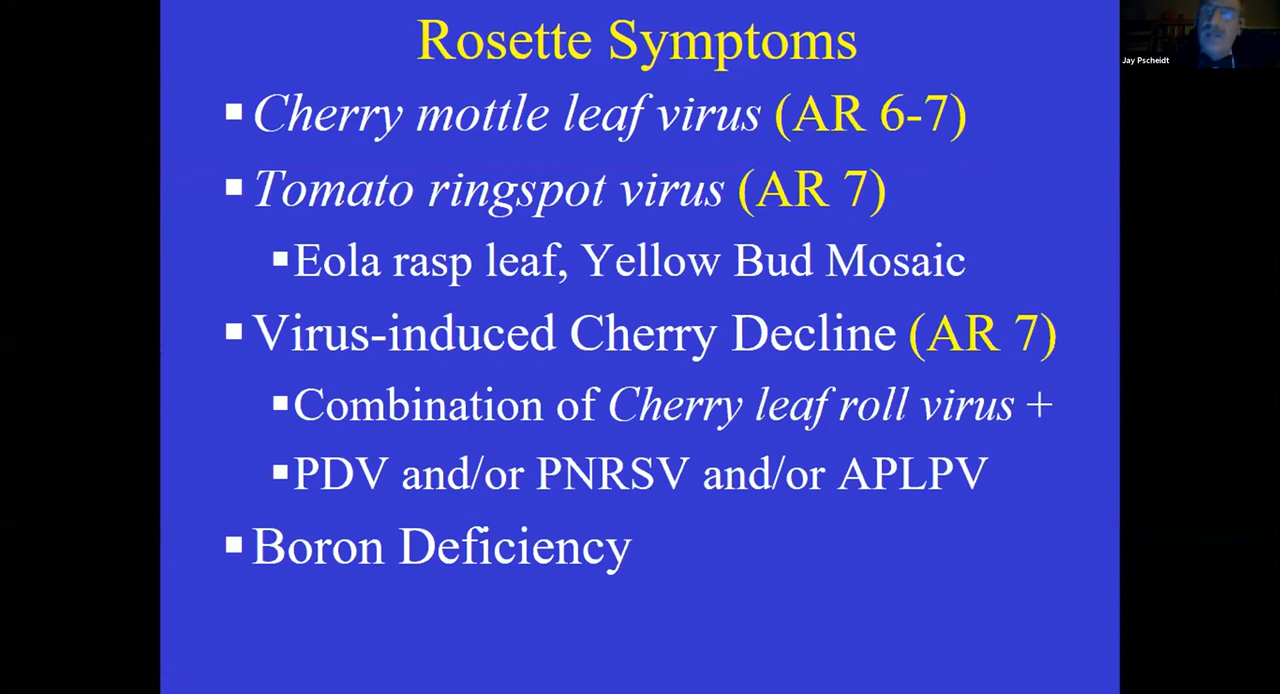 Rosette Symptoms
Cherry mottle leaf virus (AR 6-7)
Tomato ringspot virus (AR 7)
Eola rasp leaf, Yellow Bud Mosaic
Virus-induced Cherry Decline (AR 7)
Combination of Cherry leaf roll virus +
PDV and/or PNRSV and/or APLPV
Boron Deficiency
Jay Pscheidt